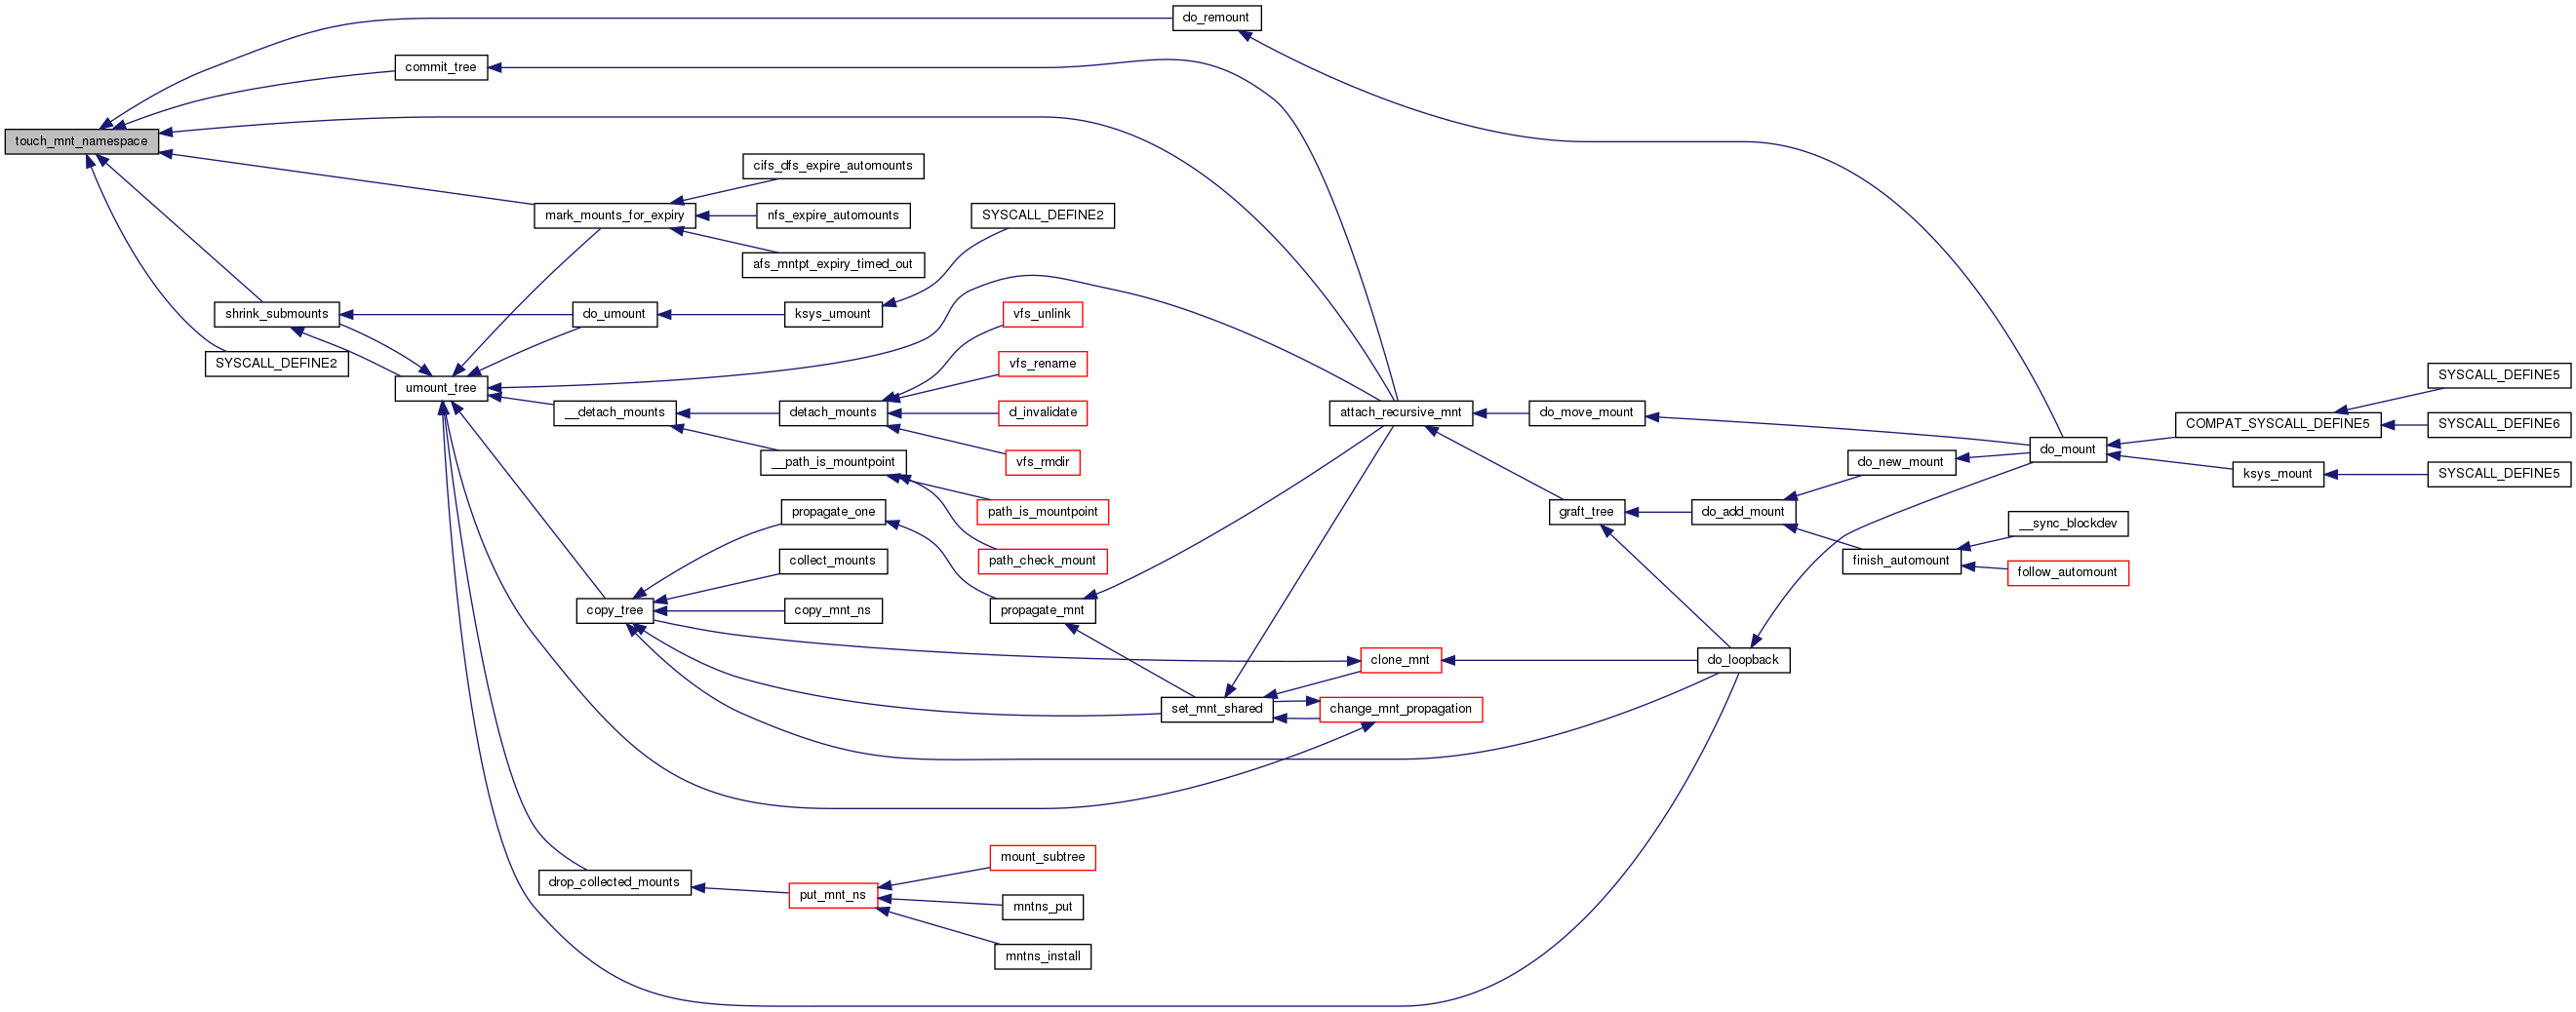 do_remount
commit_tree
touch_mnt_namespace
cifs_dfs_expire_automounts
mark_mounts_for_expiry
nfs_expire_automounts
SYSCALL_DEFINE2
afs_mntpt_expiry_timed_out
shrink_submounts
do_umount
ksys_umount
vfs_unlink
SYSCALL_DEFINE2
vfs_rename
SYSCALL_DEFINE5
umount_tree
__detach_mounts
detach_mounts
d_invalidate
attach_recursive_mnt
do_move_mount
COMPAT_SYSCALL_DEFINE5
SYSCALL_DEFINE6
do_mount
__path_is_mountpoint
vfs_rmdir
do_new_mount
ksys_mount
SYSCALL_DEFINE5
propagate_one
path_is_mountpoint
graft_tree
do_add_mount
__sync_blockdev
collect_mounts
path_check_mount
finish_automount
follow_automount
copy_tree
copy_mnt_ns
propagate_mnt
clone_mnt
do_loopback
set_mnt_shared
change_mnt_propagation
mount_subtree
drop_collected_mounts
put_mnt_ns
mntns_put
mntns_install